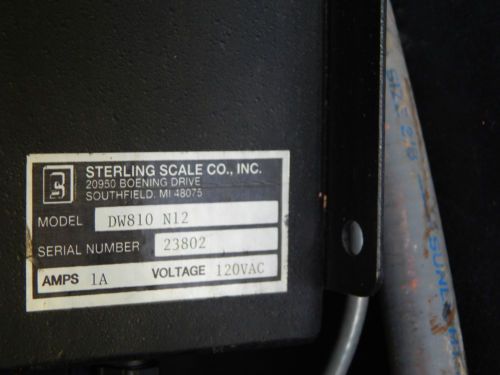 STERLING SCALE CO., INC.
20950 BOENING DRIVE
SOUTHFIELD, MI 48075
MODEL DW810 N12
SERIAL NUMBER 23802
AMPS 1A VOLTAGE 120VAC